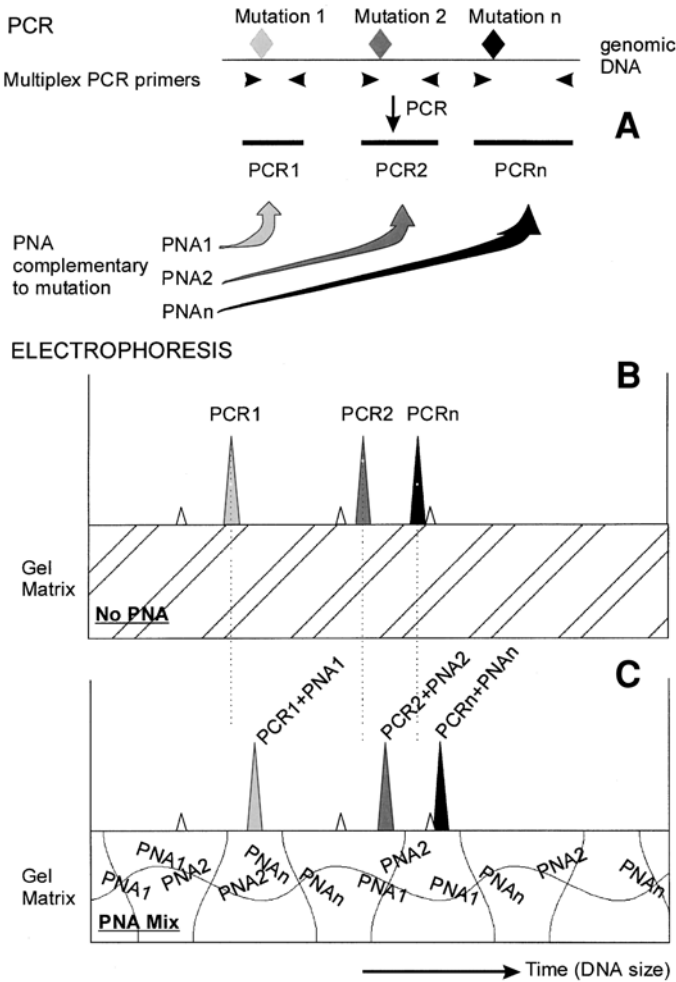 PCR
Mutation 1
Mutation 2
Mutation n
genomic
DNA
Multiplex PCR primers
PCR
A
PCR1
PCR2
PCRn
PNA
complementary
to mutation
PNA1
PNA2
PNAn
ELECTROPHORESIS
B
PCR1
PCR2
PCRn
Gel
Matrix
No PNA
C
PCR1+PNA1
PCR2+PNA2
PCRn+PNAn
Gel
Matrix
PNA1
PNA1
PNA2
PNA2
PNAn
PNAn
PNA1
PNA2
PNA1
PNAn
PNA2
PNAn
PNA Mix
Time (DNA size)